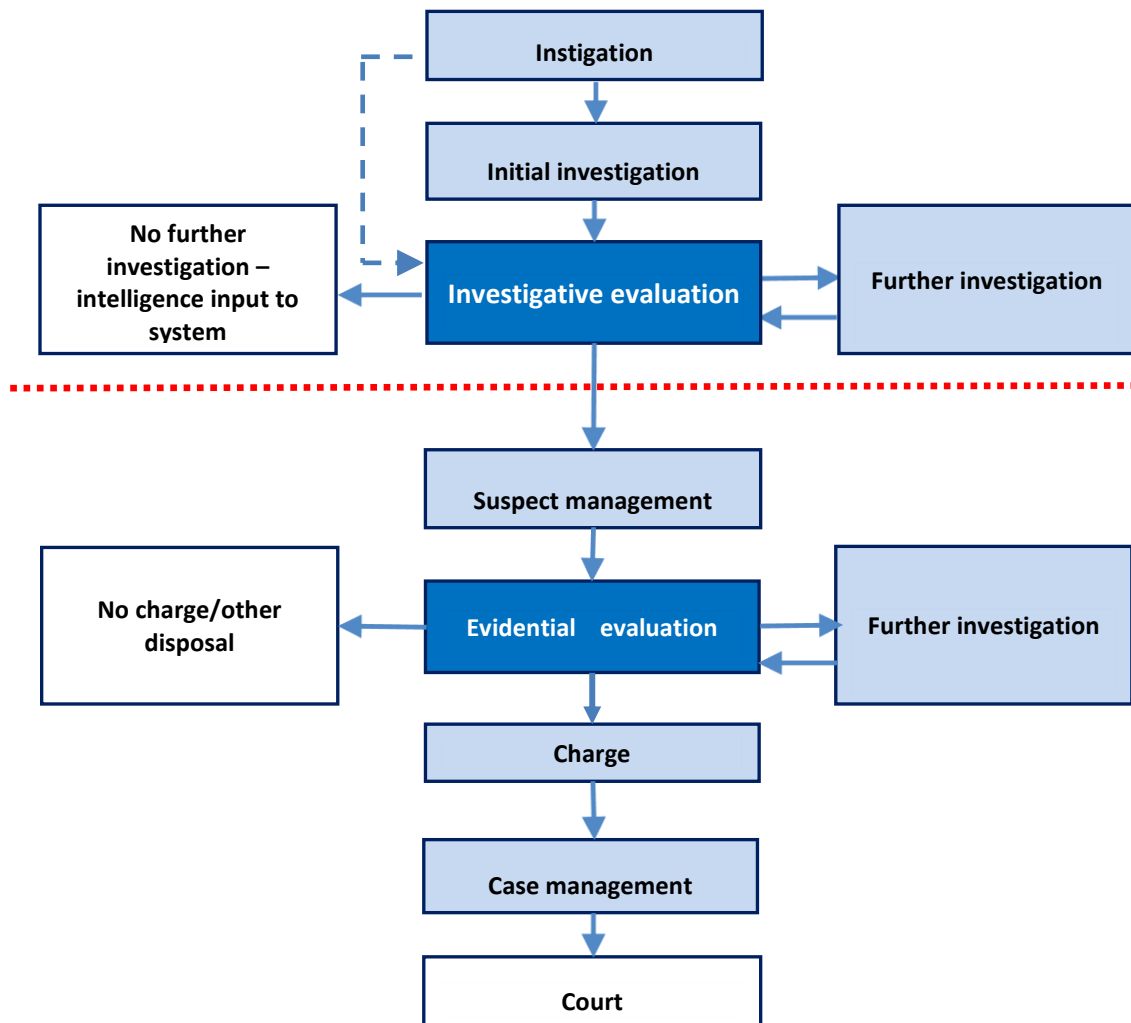 Instigation
Initial investigation
No further
investigation –
intelligence input to
system
Investigative evaluation
Further investigation
Suspect management
No charge/other
disposal
Evidential evaluation
Further investigation
Charge
Case management
Court